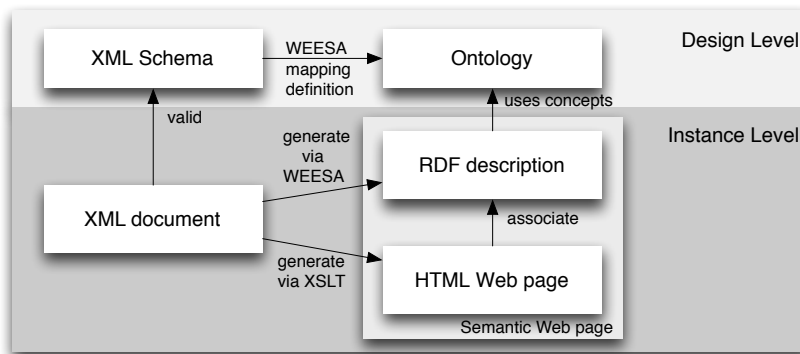 XML Schema
WEESA
mapping
definition
Ontology
Design Level
valid
uses concepts
generate
via
WEESA
RDF description
Instance Level
XML document
associate
generate
via XSLT
HTML Web page
Semantic Web page